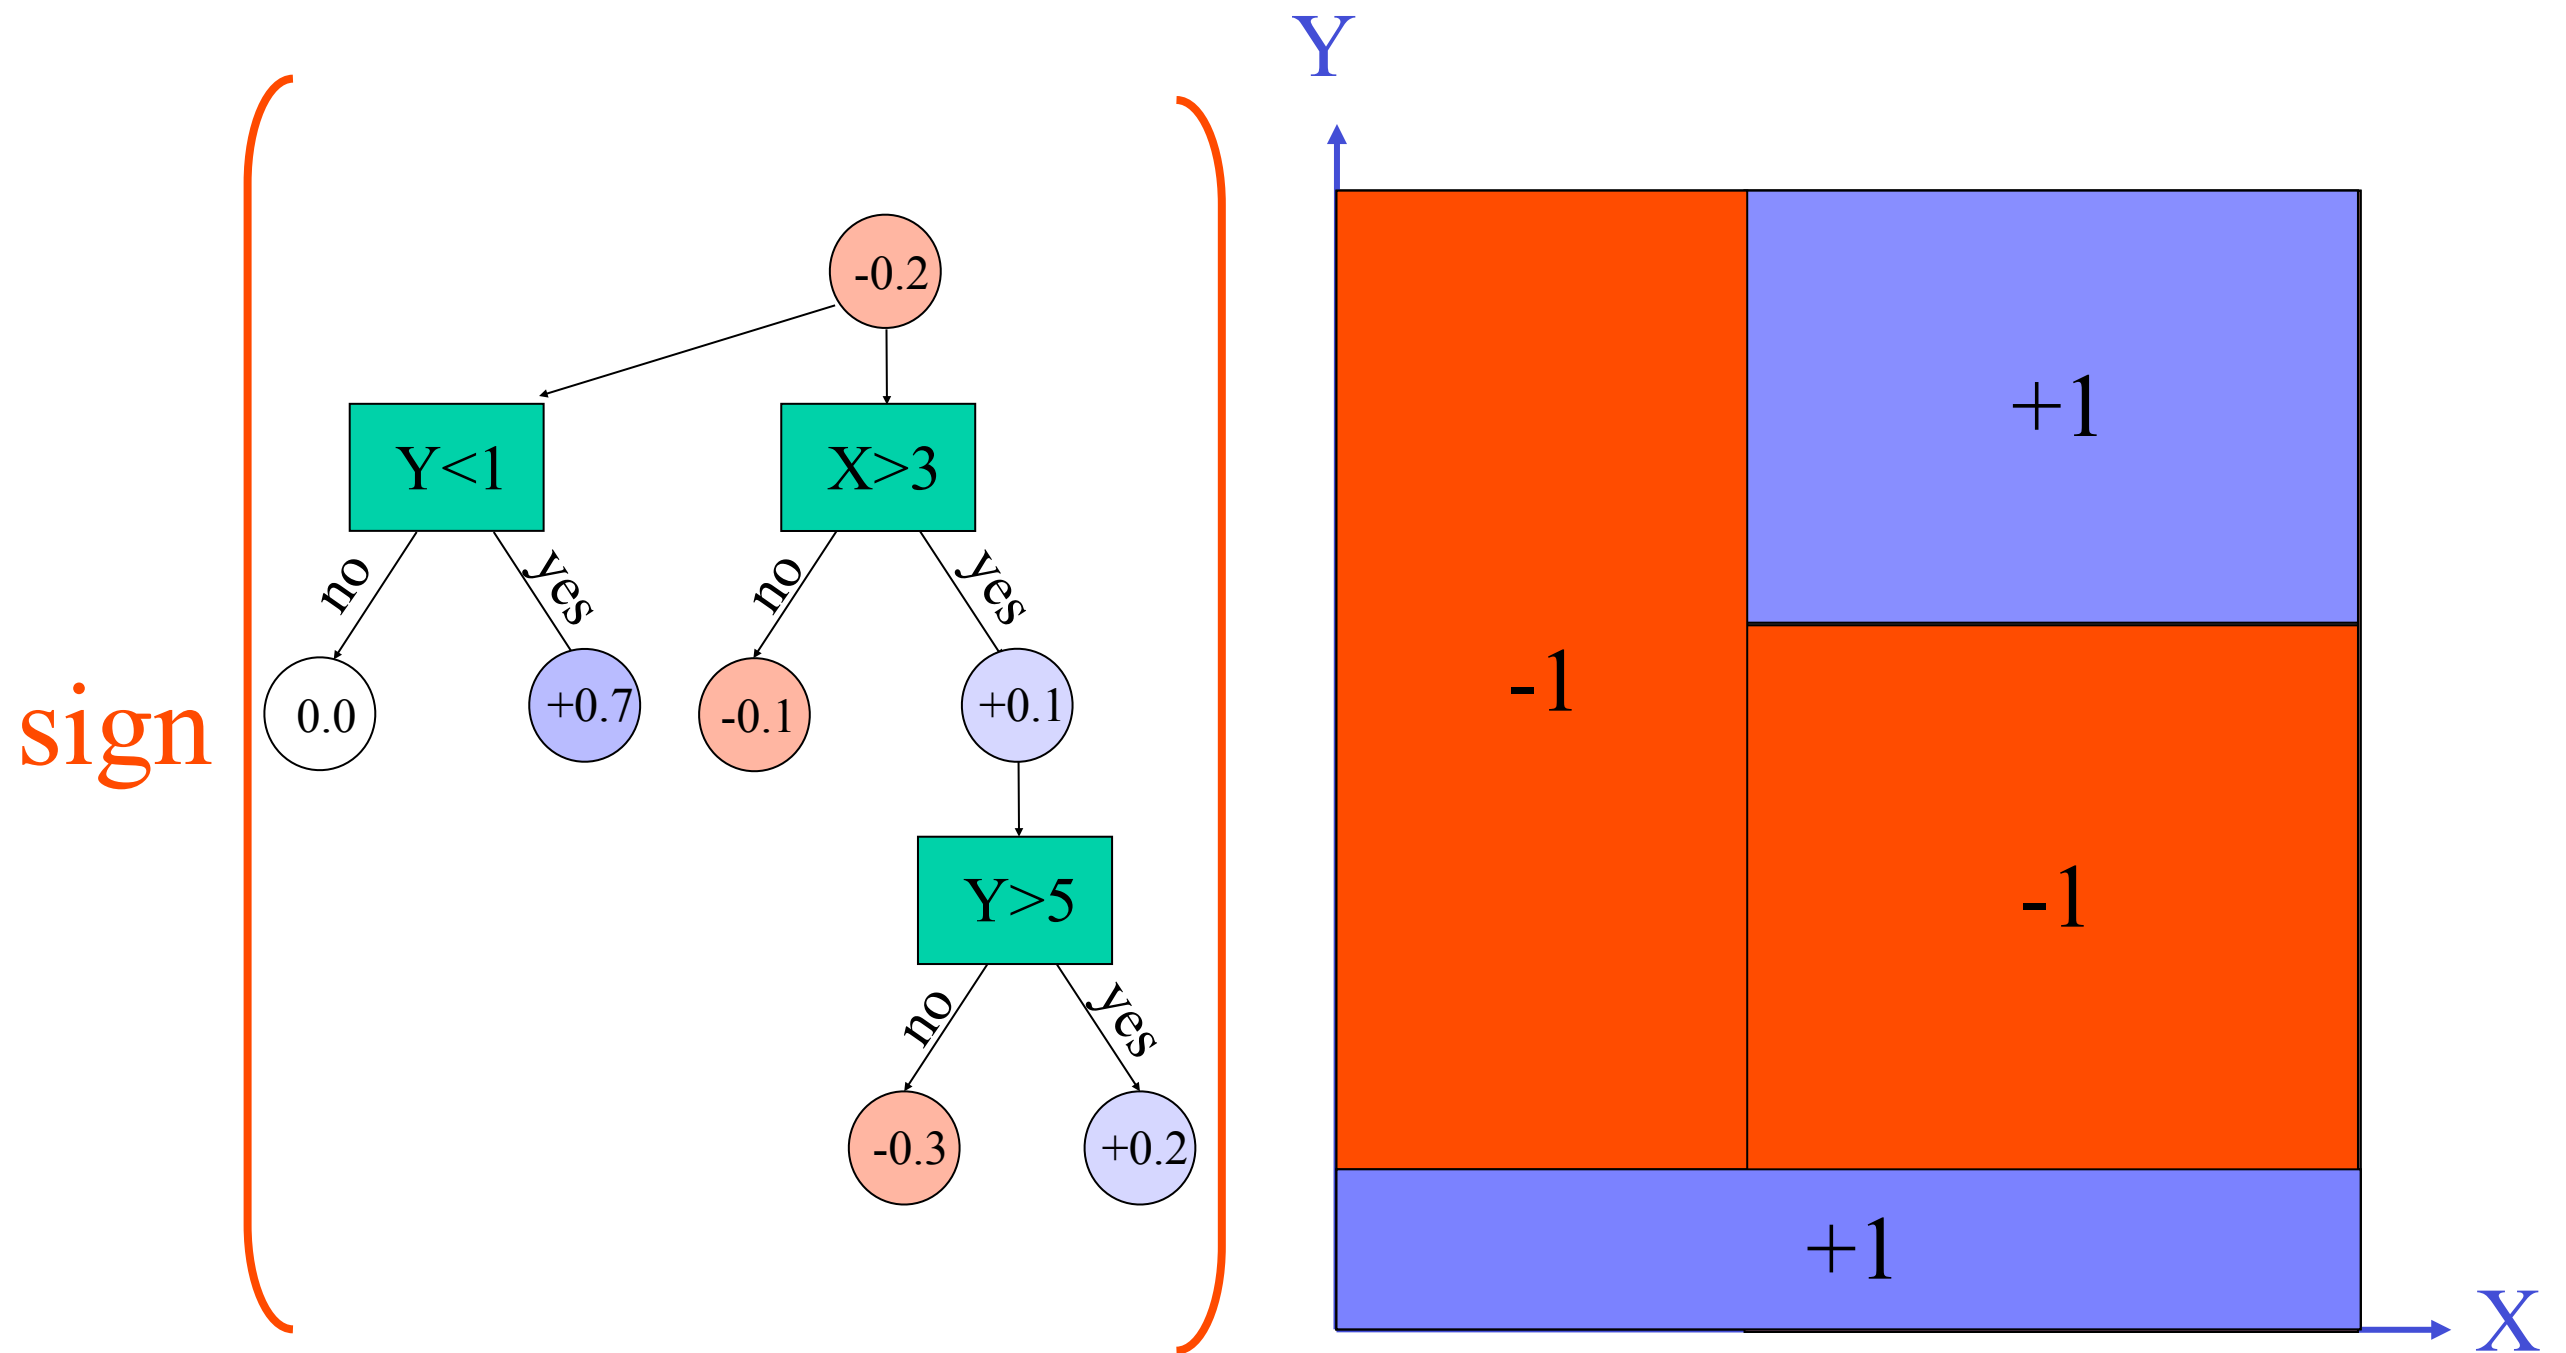 sign
-0.2
Y<1
X>3
no
yes
no
yes
0.0
+0.7
-0.1
+0.1
Y>5
no
yes
-0.3
+0.2
Y
+1
-1
-1
+1
X